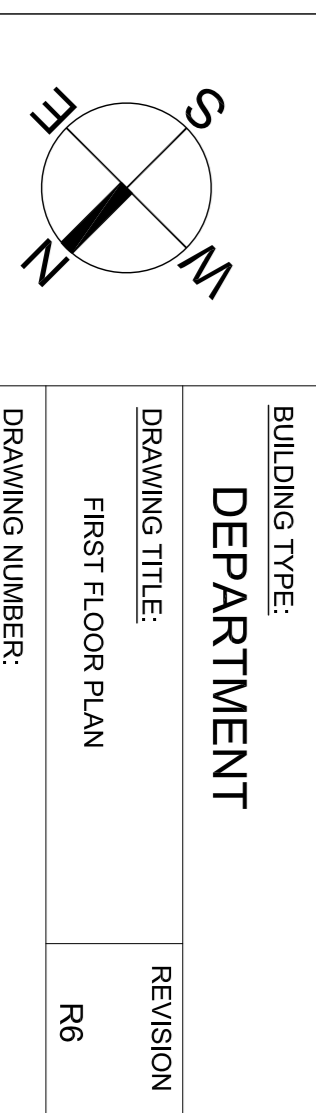 S
E
W
N
BUILDING TYPE:
DEPARTMENT
DRAWING TITLE:
FIRST FLOOR PLAN
REVISION
R6
DRAWING NUMBER: